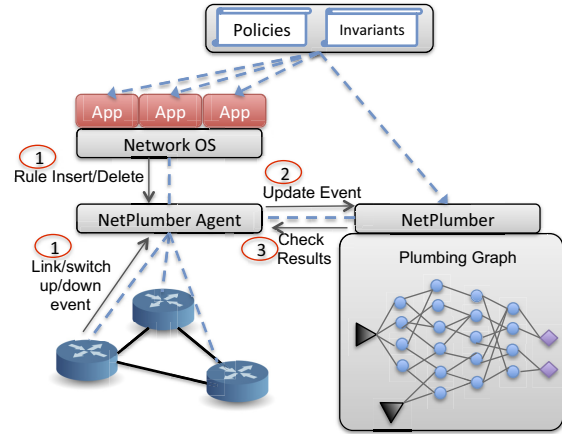 Policies
Invariants
App App App
Network OS
1
Rule Insert/Delete
2
Update Event
NetPlumber Agent
NetPlumber
1
Link/switch
up/down
event
3
Check
Results
Plumbing Graph